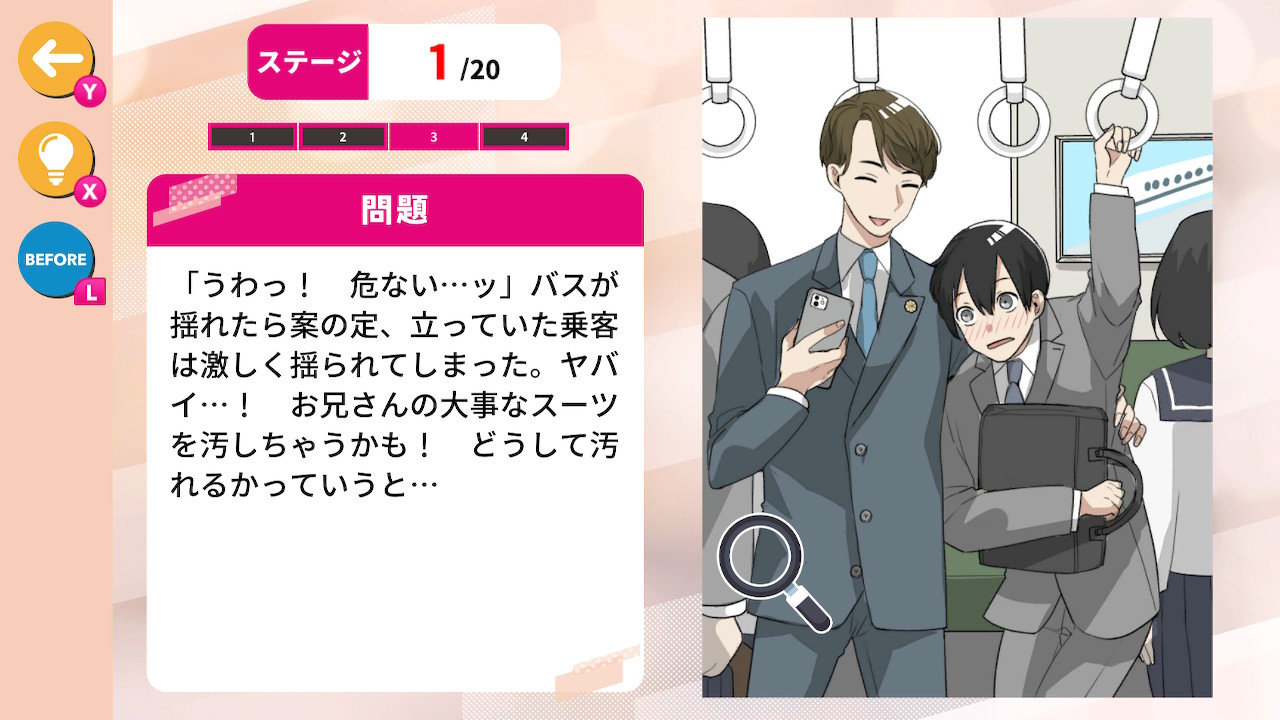 Y
X
BEFORE
L
ステージ
1 /20
1 2 3 4
問題
「うわっ！　危ない…ッ」バスが
揺れたら案の定、立っていた乗客
は激しく揺られてしまった。ヤバ
イ…！　お兄さんの大事なスーツ
を汚しちゃうかも！　どうして汚
れるかっていうと…